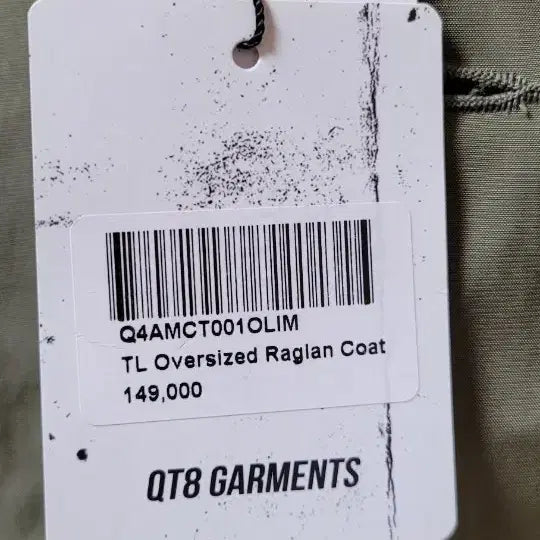 Q4AMCT001OLIM
TL Oversized Raglan Coat
149,000
QT8 GARMENTS